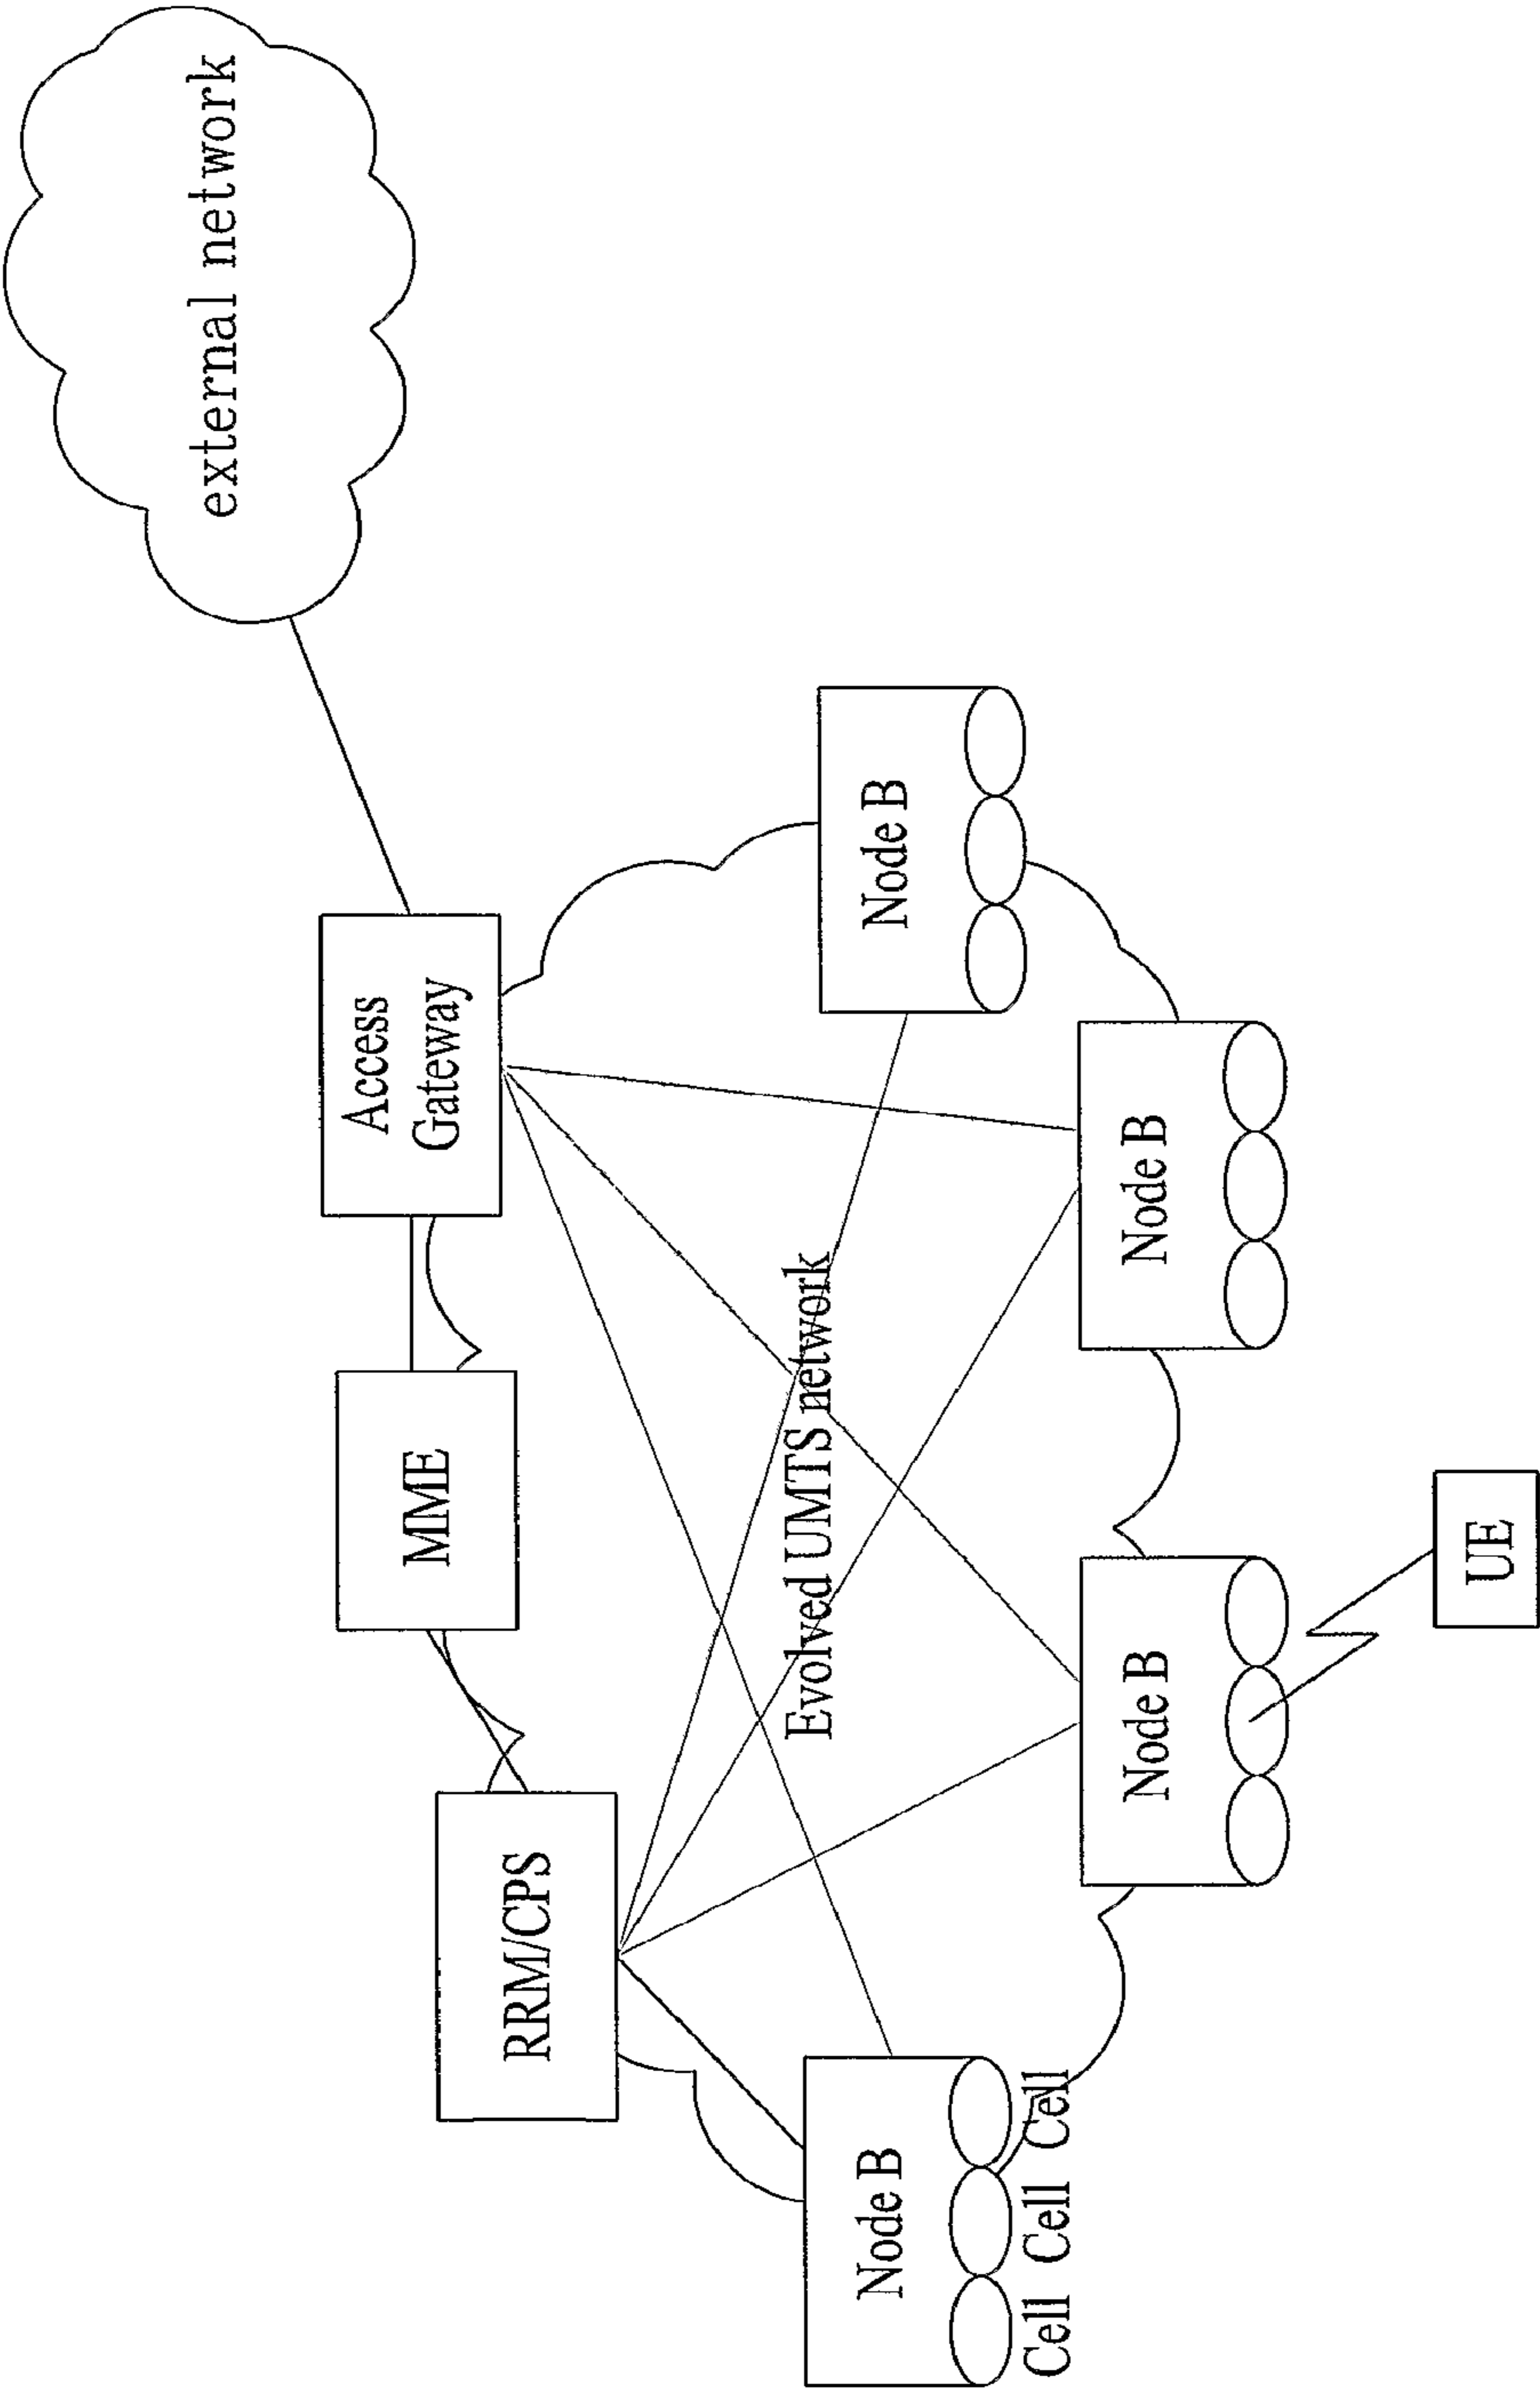 external network
Access
Gateway
MME
RRM/CPS
Evolved UMTS network
Node B
Node B
Node B
Node B
Cell Cell Cell
UE